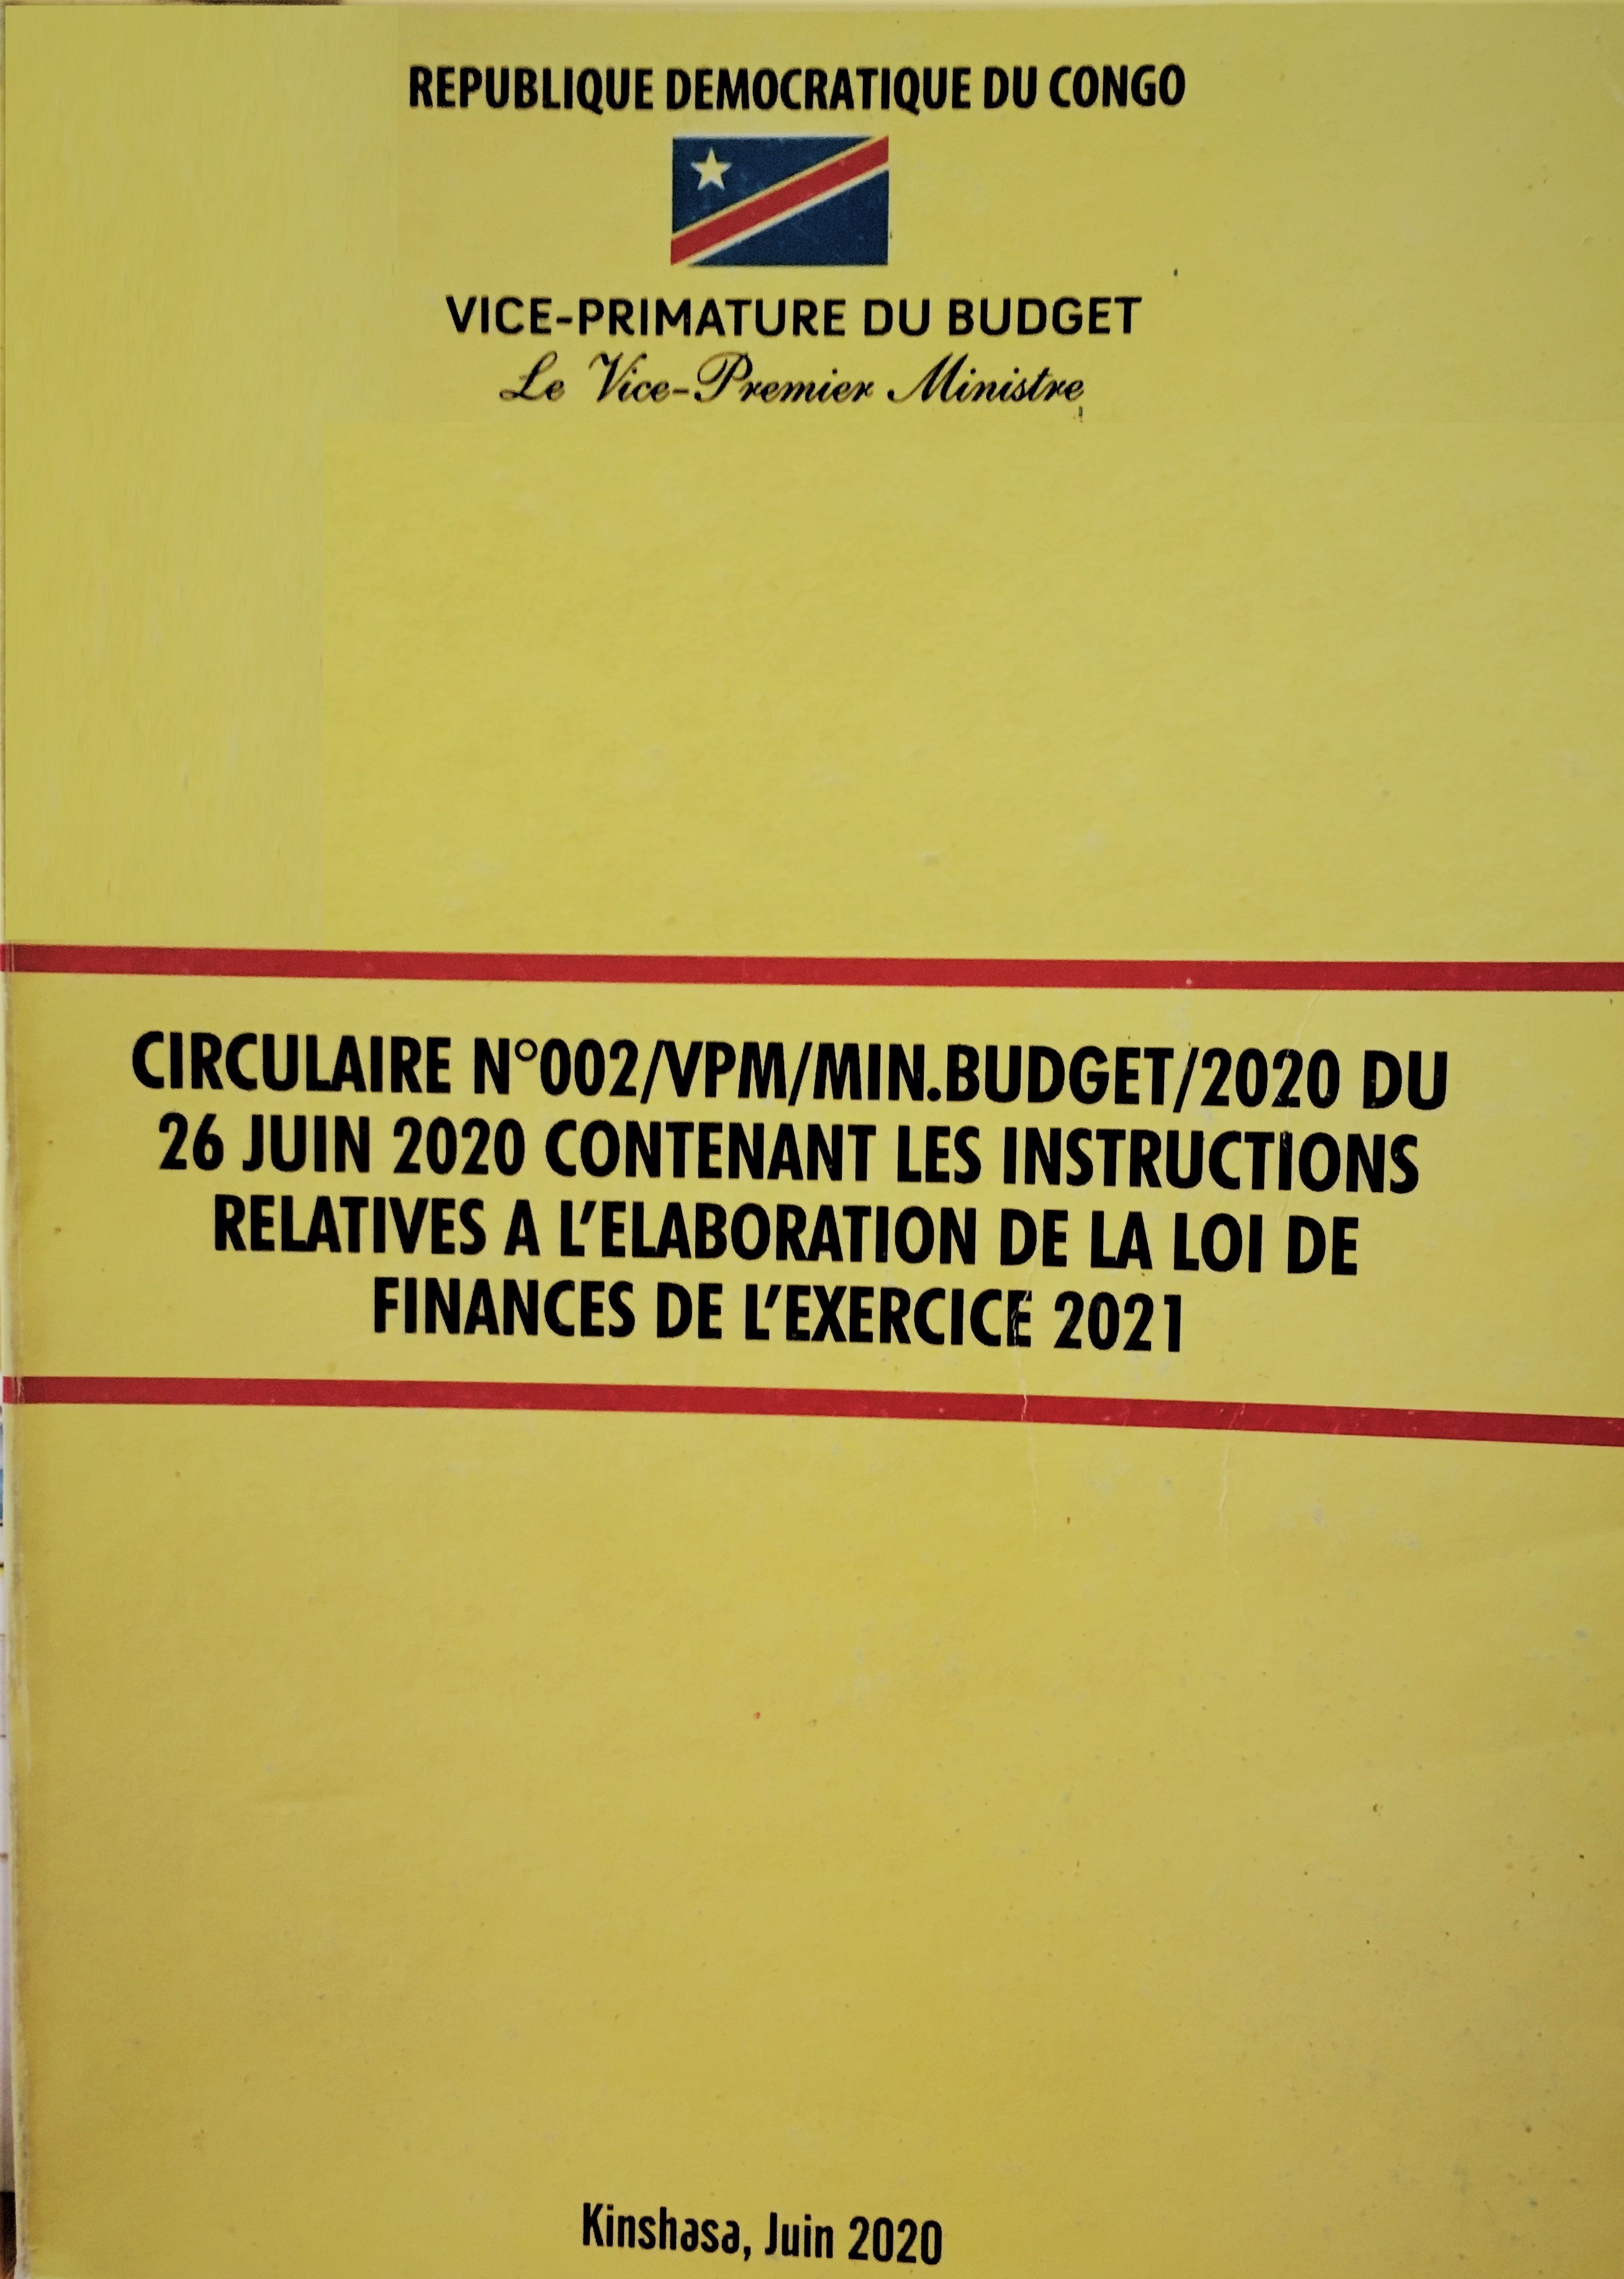 REPUBLIQUE DEMOCRATIQUE DU CONGO
VICE-PRIMATURE DU BUDGET
Le Vice-Premier Ministre
CIRCULAIRE N°002/VPM/MIN.BUDGET/2020 DU
26 JUIN 2020 CONTENANT LES INSTRUCTIONS
RELATIVES A L'ELABORATION DE LA LOI DE
FINANCES DE L'EXERCICE 2021
Kinshasa, Juin 2020